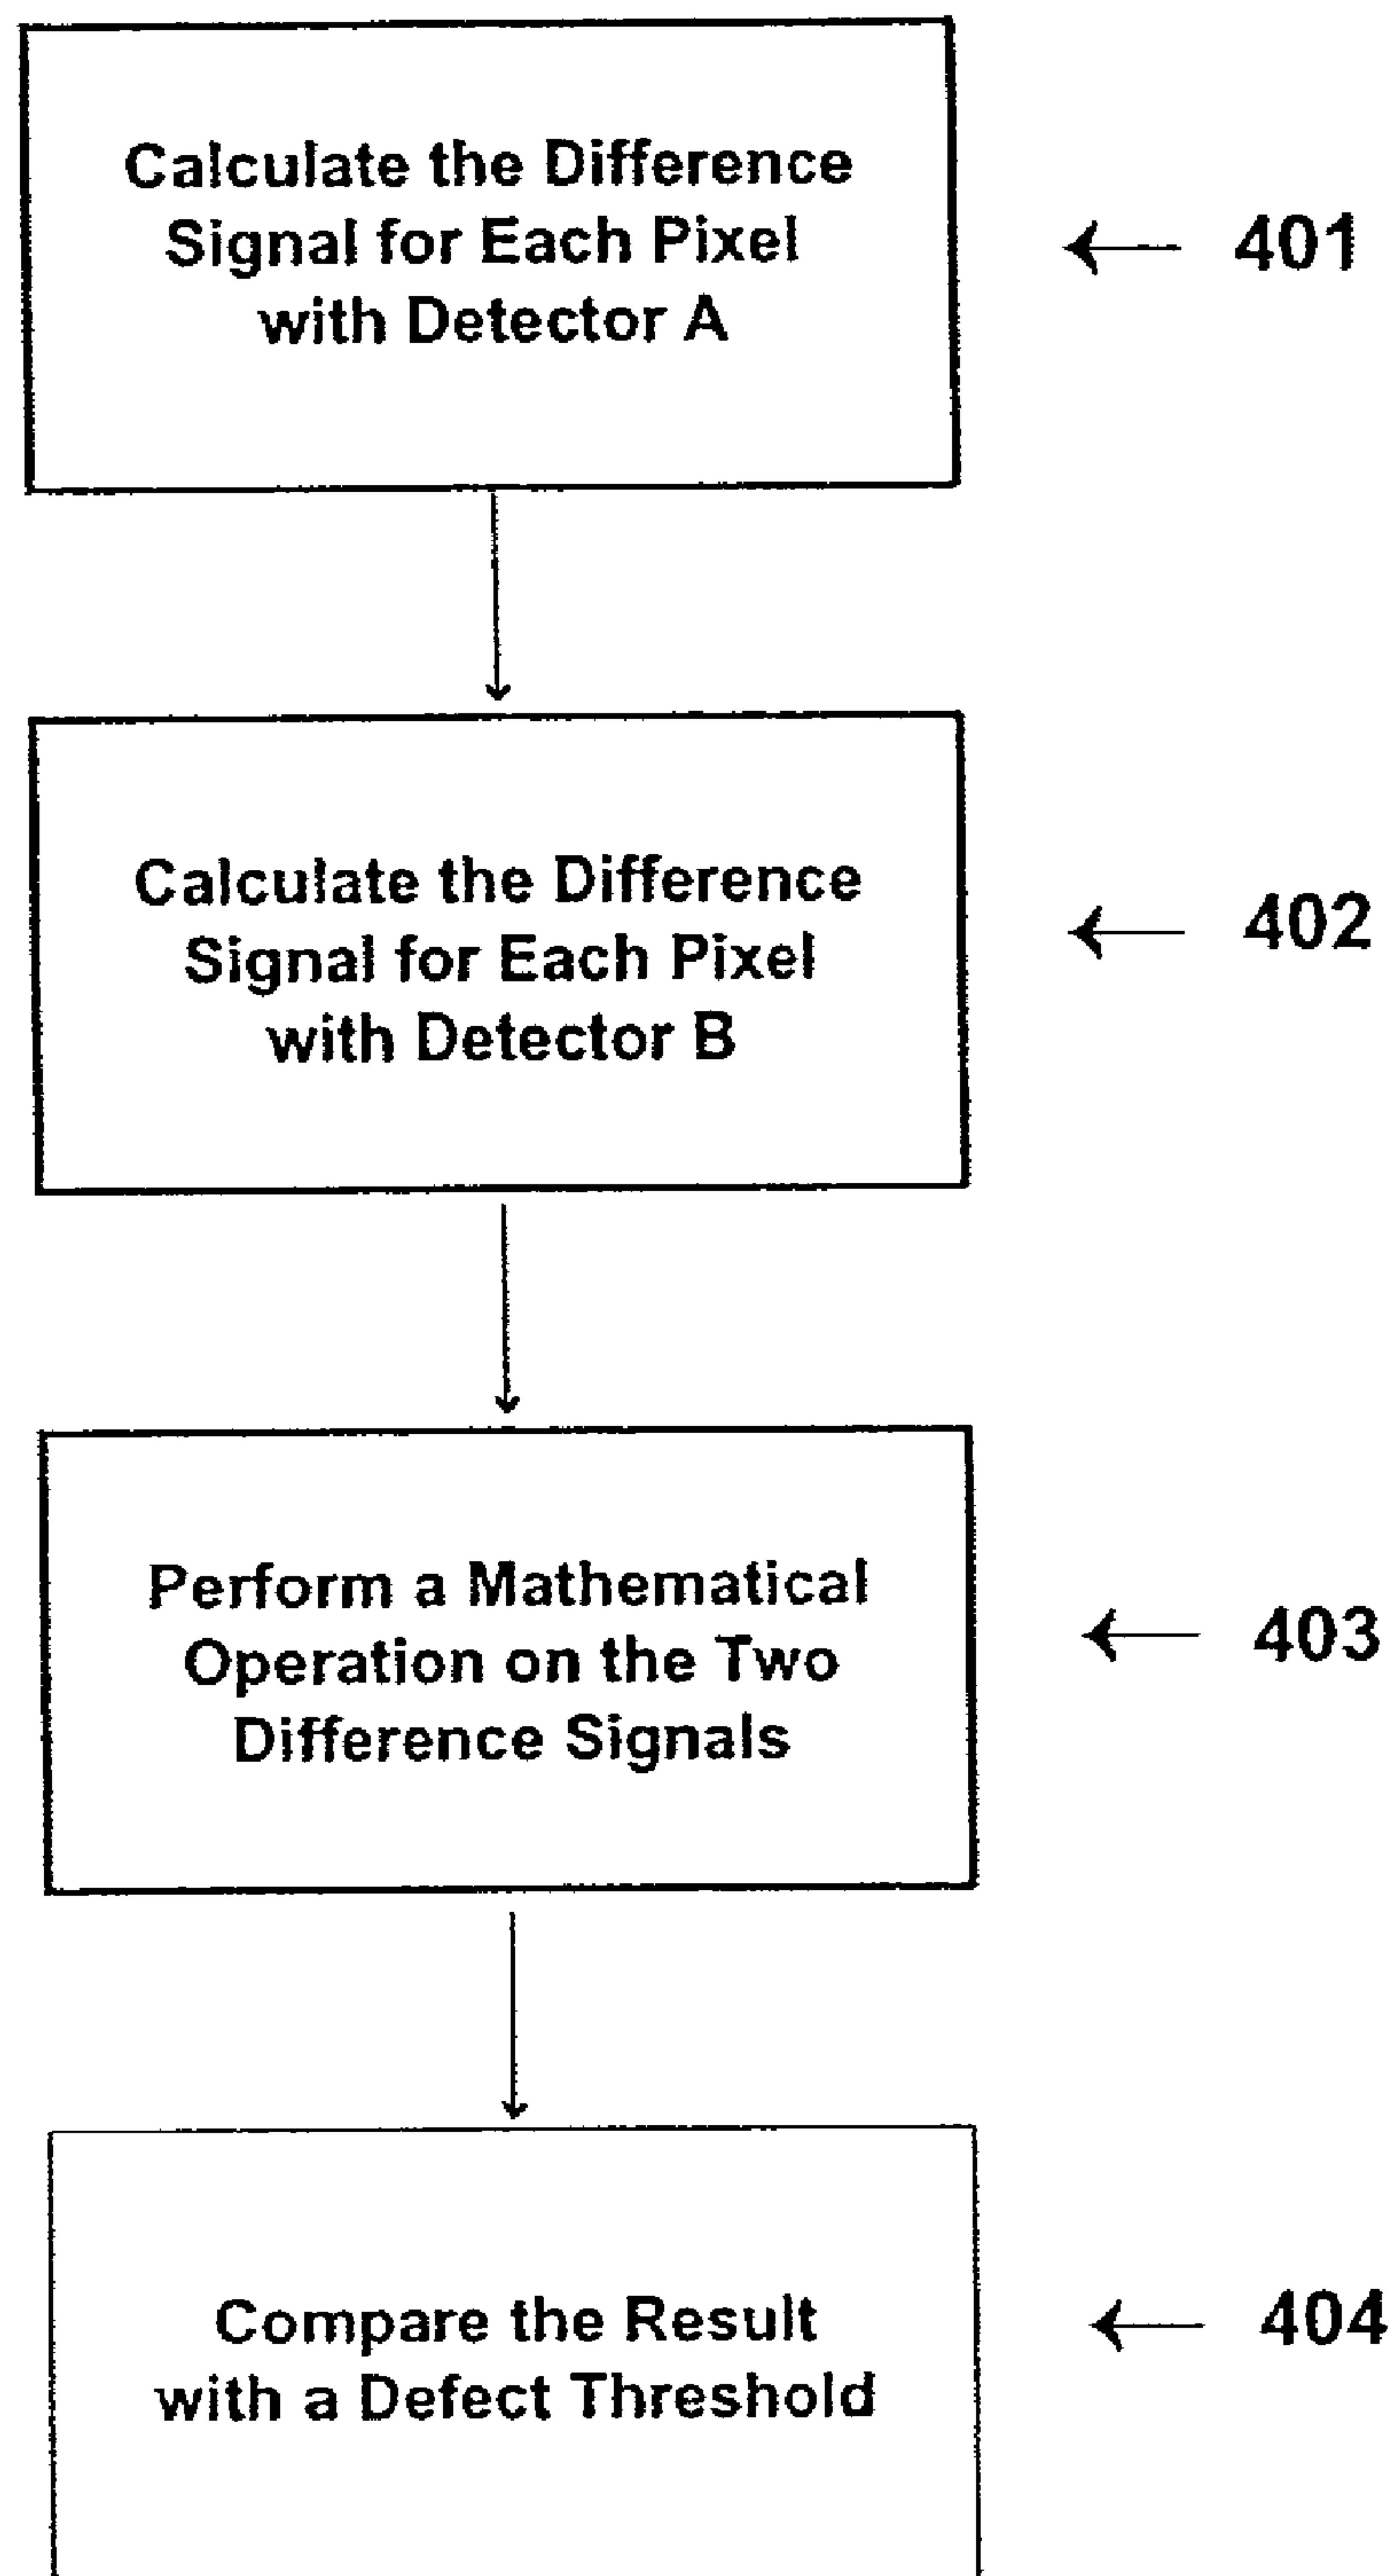 Calculate the Difference
Signal for Each Pixel
with Detector A
← 401
Calculate the Difference
Signal for Each Pixel
with Detector B
← 402
Perform a Mathematical
Operation on the Two
Difference Signals
← 403
Compare the Result
with a Defect Threshold
← 404